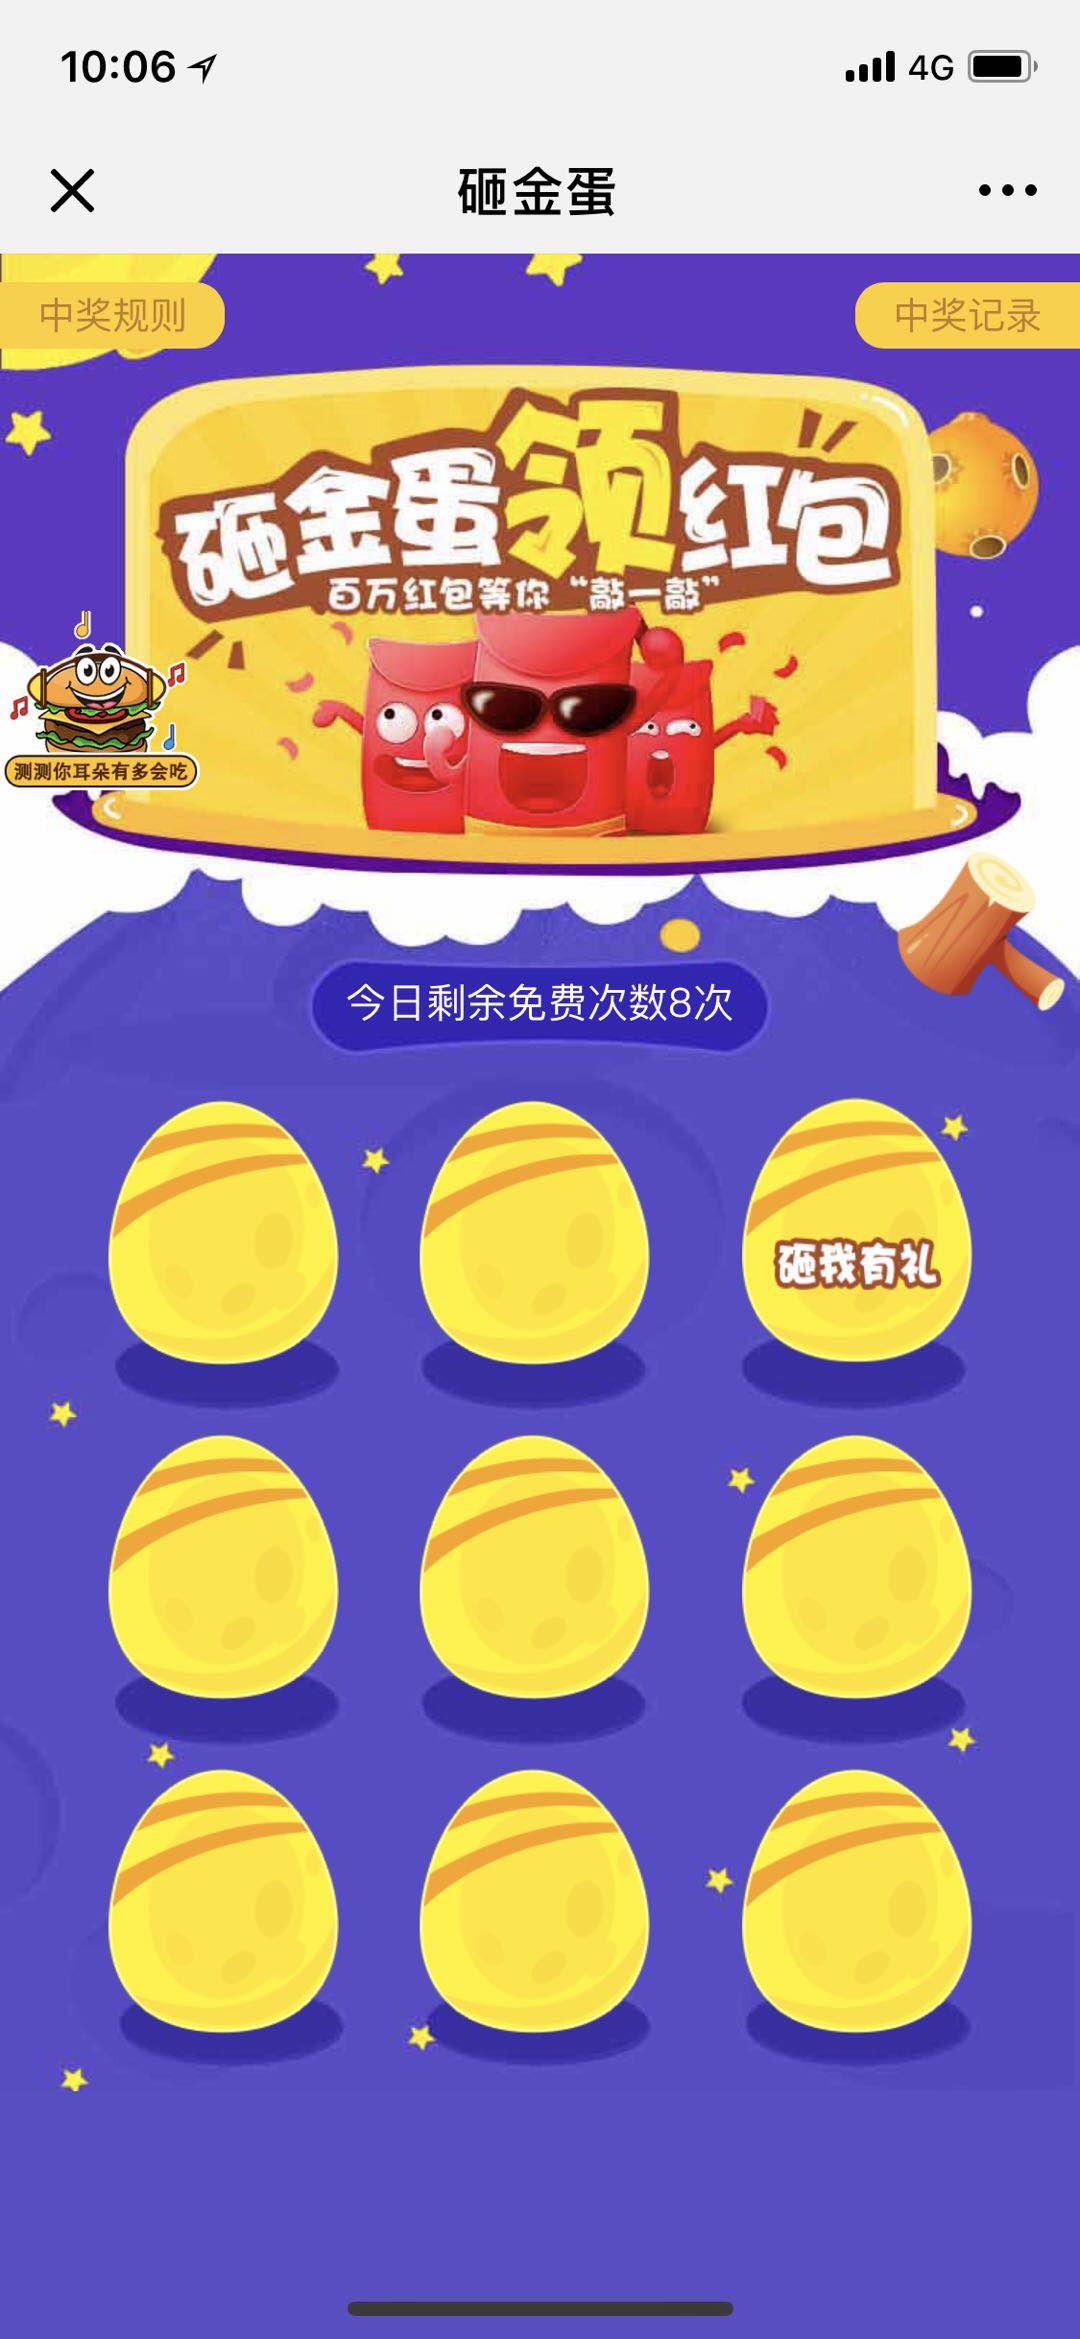 10:06
4G
砸金蛋
中奖规则
中奖记录
砸金蛋领红包
百万红包等你“敲一敲”
测测你耳朵有多会吃
今日剩余免费次数8次
砸我有礼